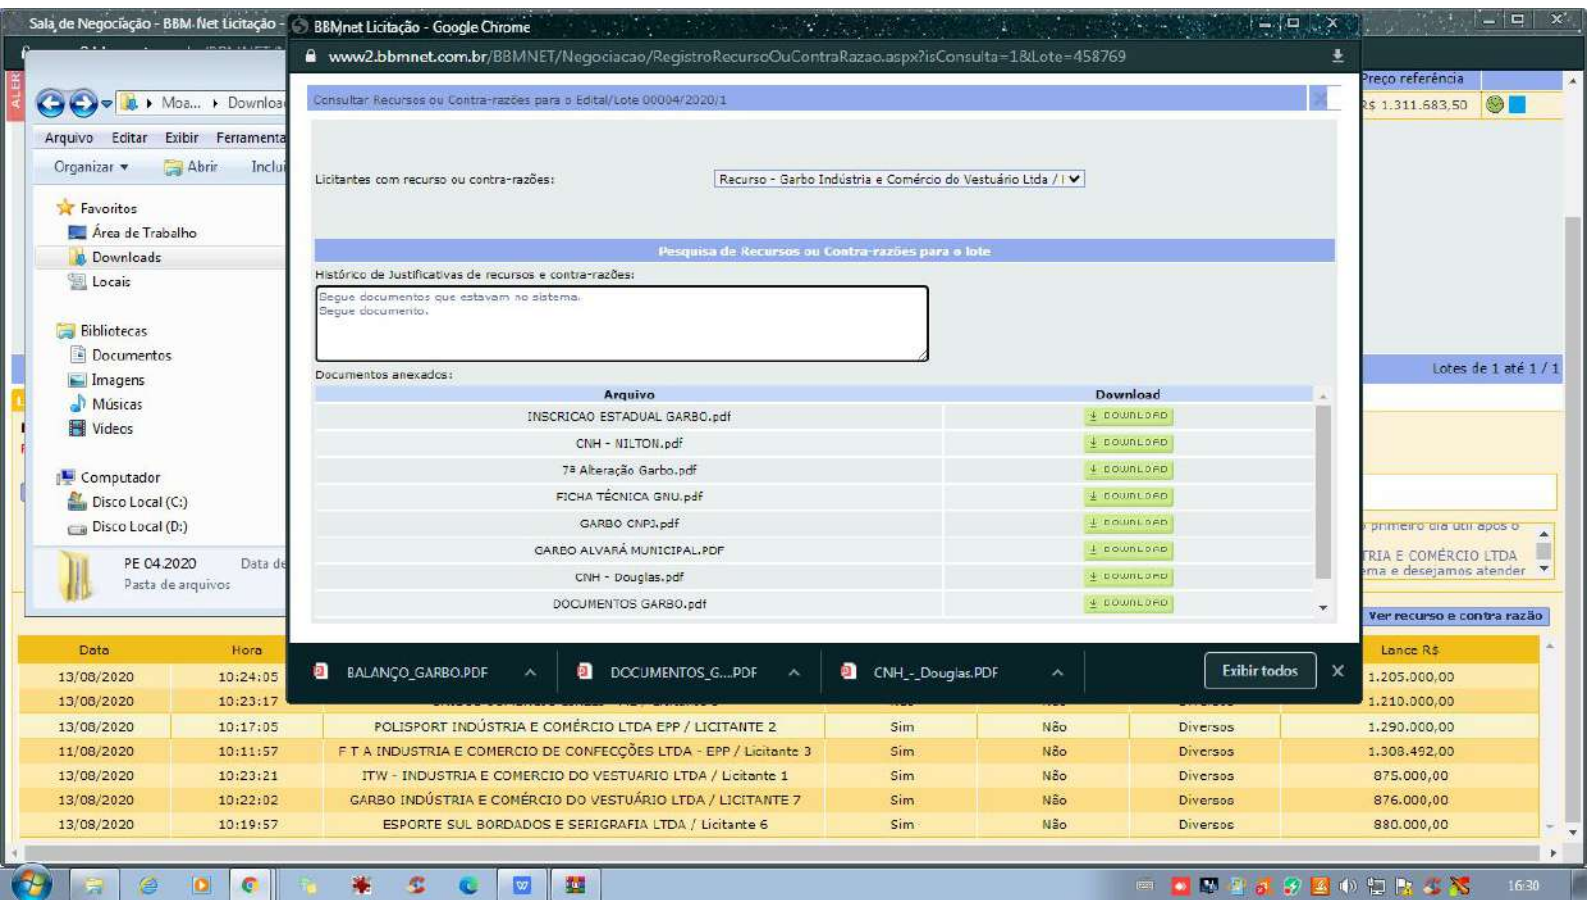 Sala de Negociação - BBM Net Licitação -
BBMnet Licitação - Google Chrome
www2.bbmnet.com.br/BBMNET/Negociacao/RegistroRecursoOuContraRazao.aspx?isConsulta=1&Lote=458769
ALER
Moa... Downloa
Arquivo Editar Exibir Ferramenta
Organizar Abrir Inclui
Favoritos
Área de Trabalho
Downloads
Locais
Bibliotecas
Documentos
Imagens
Músicas
Vídeos
Computador
Disco Local (C:)
Disco Local (D:)
PE 04.2020 Data de
Pasta de arquivos
Consultar Recursos ou Contra-razões para o Edital/Lote 00004/2020/1
Licitantes com recurso ou contra-razões:
Recurso - Garbo Indústria e Comércio do Vestuário Ltda /
Pesquisa de Recursos ou Contra-razões para o lote
Histórico de Justificativas de recursos e contra-razões:
Segue documentos que estavam no sistema.
Segue documento.
Documentos anexados:
Arquivo Download
INSCRICAO ESTADUAL GARBO.pdf DOWNLOAD
CNH - NILTON.pdf DOWNLOAD
7ª Alteração Garbo.pdf DOWNLOAD
FICHA TÉCNICA GNU.pdf DOWNLOAD
GARBO CNPJ.pdf DOWNLOAD
GARBO ALVARÁ MUNICIPAL.PDF DOWNLOAD
CNH - Douglas.pdf DOWNLOAD
DOCUMENTOS GARBO.pdf DOWNLOAD
BALANÇO_GARBO.PDF DOCUMENTOS_G....PDF CNH_-_Douglas.PDF Exibir todos
Preço referência
R$ 1.311.683,50
Lotes de 1 até 1 / 1
primeiro dia útil após o
TRIA E COMÉRCIO LTDA
ema e desejamos atender
Ver recurso e contra razão
Data Hora Lance R$
13/08/2020 10:24:05 1.205.000,00
13/08/2020 10:23:17 1.210.000,00
13/08/2020 10:17:05 POLISPORT INDÚSTRIA E COMÉRCIO LTDA EPP / LICITANTE 2 Sim Não Diversos 1.290.000,00
11/08/2020 10:11:57 F T A INDUSTRIA E COMERCIO DE CONFECÇÕES LTDA - EPP / Licitante 3 Sim Não Diversos 1.308.492,00
13/08/2020 10:23:21 ITW - INDUSTRIA E COMERCIO DO VESTUARIO LTDA / Licitante 1 Sim Não Diversos 875.000,00
13/08/2020 10:22:02 GARBO INDÚSTRIA E COMÉRCIO DO VESTUÁRIO LTDA / LICITANTE 7 Sim Não Diversos 876.000,00
13/08/2020 10:19:57 ESPORTE SUL BORDADOS E SERIGRAFIA LTDA / Licitante 6 Sim Não Diversos 880.000,00
16:30